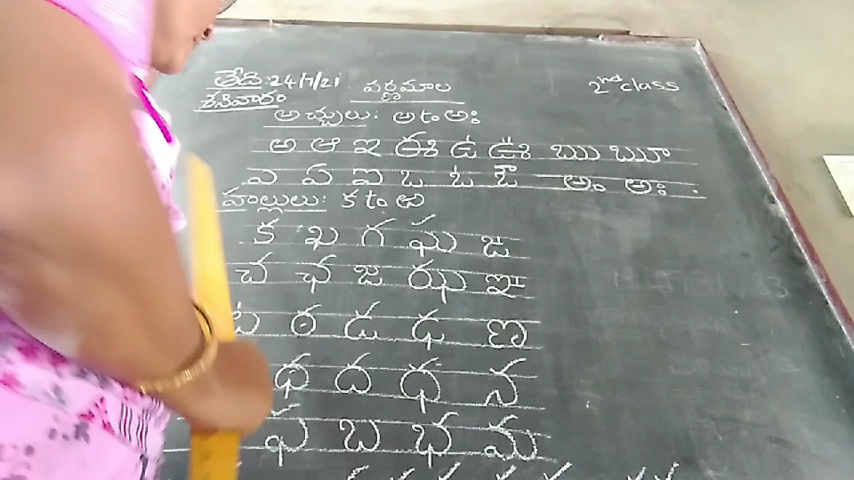 తేది: 24/7/21 వర్ణమాల 2nd class
శనివారం
అచ్చులు: అ to అః
అ ఆ ఇ ఈ ఉ ఊ ఋ ౠ
ఎ ఏ ఐ ఒ ఓ ఔ అం అః
హల్లులు: క to ఱ
క ఖ గ ఘ ఙ
చ ఛ జ ఝ ఞ
ట ఠ డ ఢ ణ
థ ద ధ న
ఫ బ భ మ